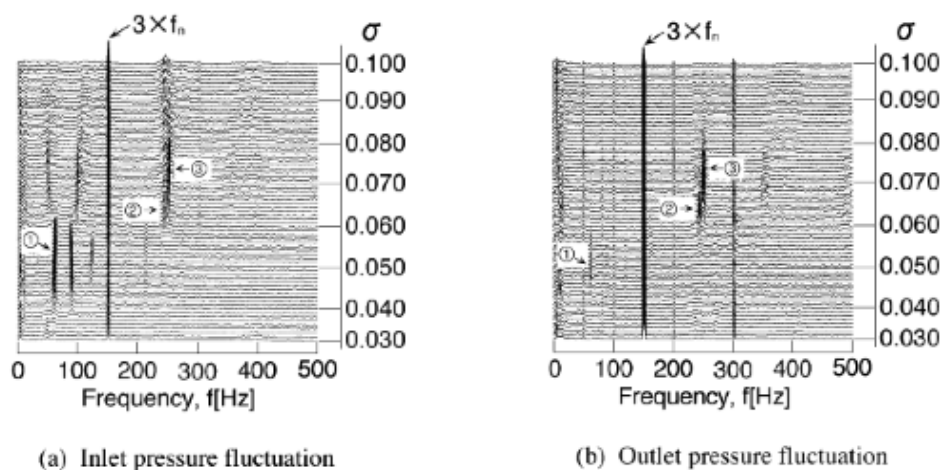 3×fₙ
σ
0.100
0.090
0.080
③
0.070
②
0.060
①
0.050
0.040
0.030
0 100 200 300 400 500
Frequency, f[Hz]
(a) Inlet pressure fluctuation
3×fₙ
σ
0.100
0.090
0.080
③
0.070
②
0.060
①
0.050
0.040
0.030
0 100 200 300 400 500
Frequency, f[Hz]
(b) Outlet pressure fluctuation